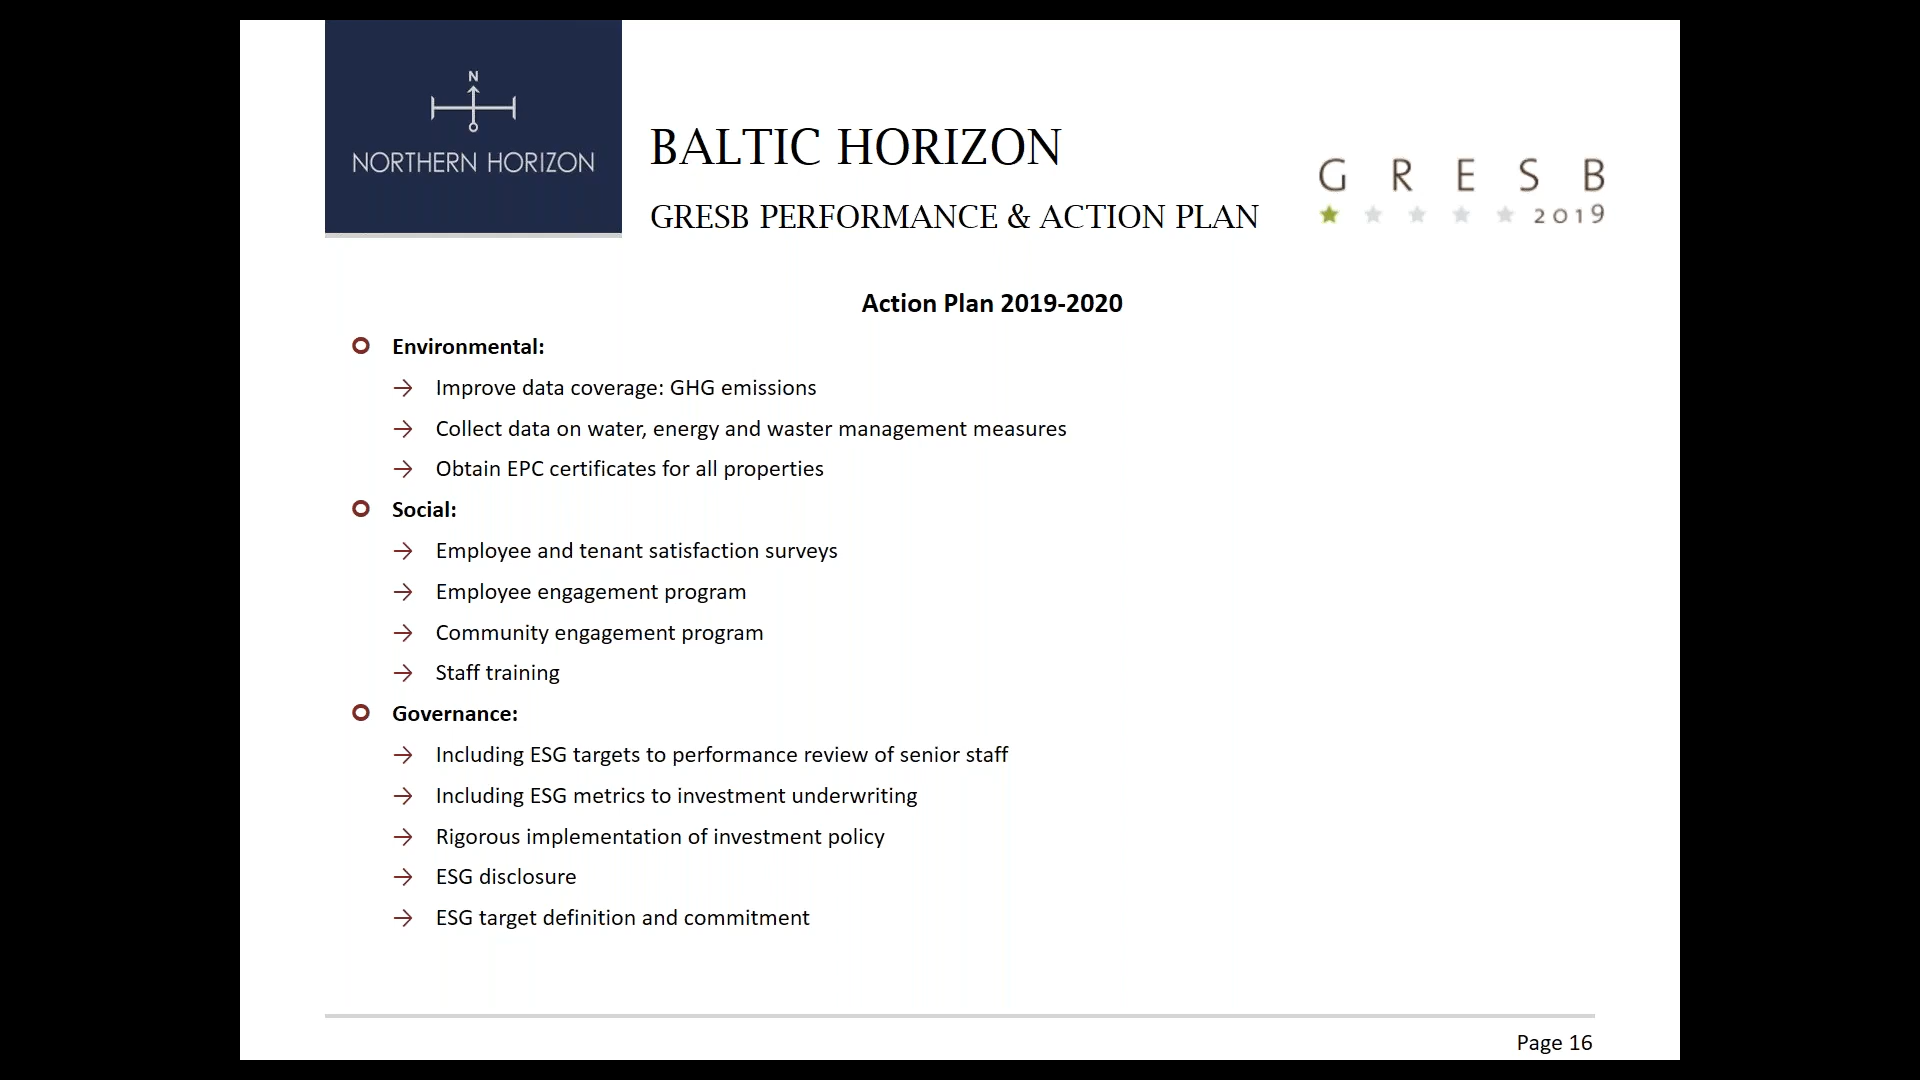 N
NORTHERN HORIZON
BALTIC HORIZON
GRESB PERFORMANCE & ACTION PLAN
G R E S B
2019
Action Plan 2019-2020
Environmental:
Improve data coverage: GHG emissions
Collect data on water, energy and waster management measures
Obtain EPC certificates for all properties
Social:
Employee and tenant satisfaction surveys
Employee engagement program
Community engagement program
Staff training
Governance:
Including ESG targets to performance review of senior staff
Including ESG metrics to investment underwriting
Rigorous implementation of investment policy
ESG disclosure
ESG target definition and commitment
Page 16